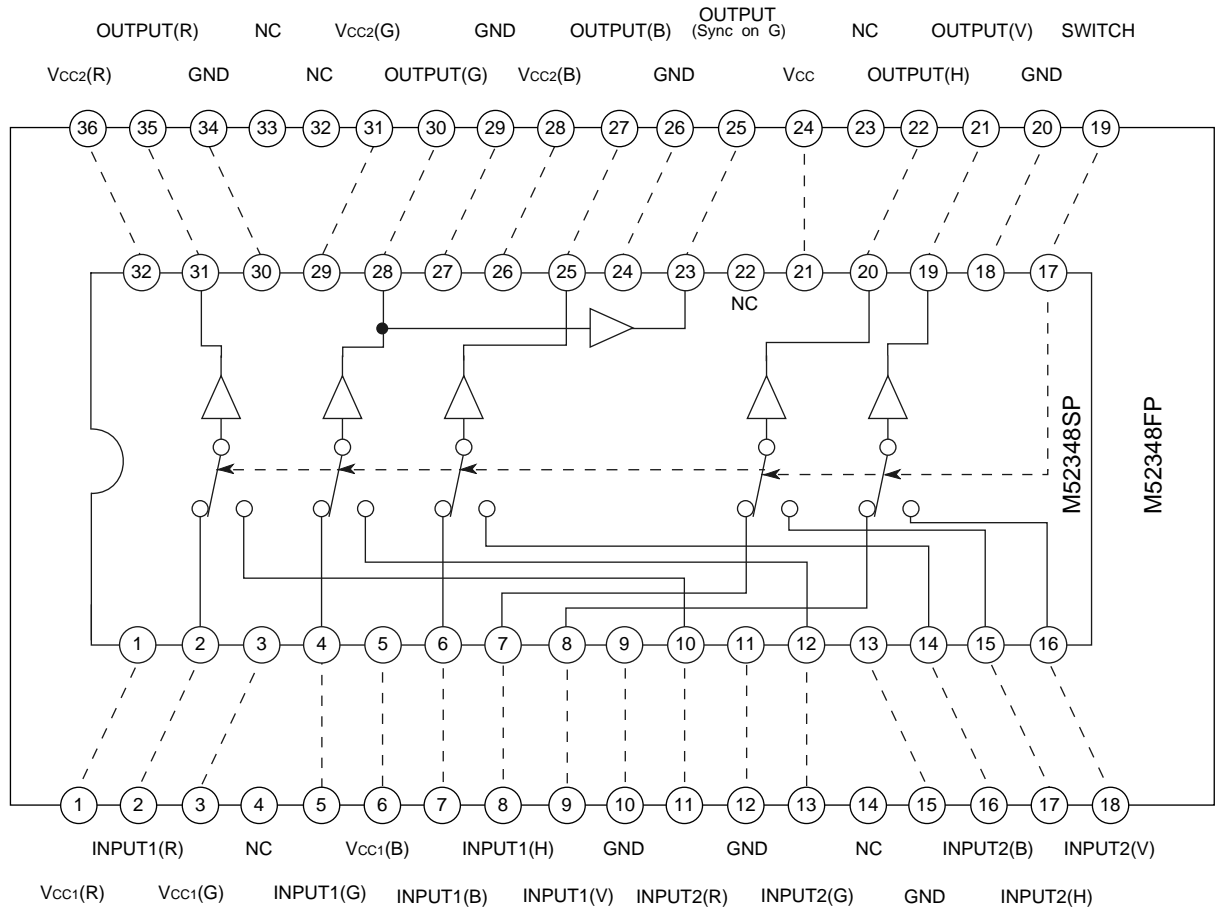 OUTPUT(R) NC VCC2(G) GND OUTPUT(B) OUTPUT (Sync on G) NC OUTPUT(V) SWITCH
VCC2(R) GND NC OUTPUT(G) VCC2(B) GND VCC OUTPUT(H) GND
36 35 34 33 32 31 30 29 28 27 26 25 24 23 22 21 20 19
32 31 30 29 28 27 26 25 24 23 22 21 20 19 18 17
NC
M52348SP
M52348FP
1 2 3 4 5 6 7 8 9 10 11 12 13 14 15 16
1 2 3 4 5 6 7 8 9 10 11 12 13 14 15 16 17 18
INPUT1(R) NC VCC1(B) INPUT1(H) GND GND NC INPUT2(B) INPUT2(V)
VCC1(R) VCC1(G) INPUT1(G) INPUT1(B) INPUT1(V) INPUT2(R) INPUT2(G) GND INPUT2(H)